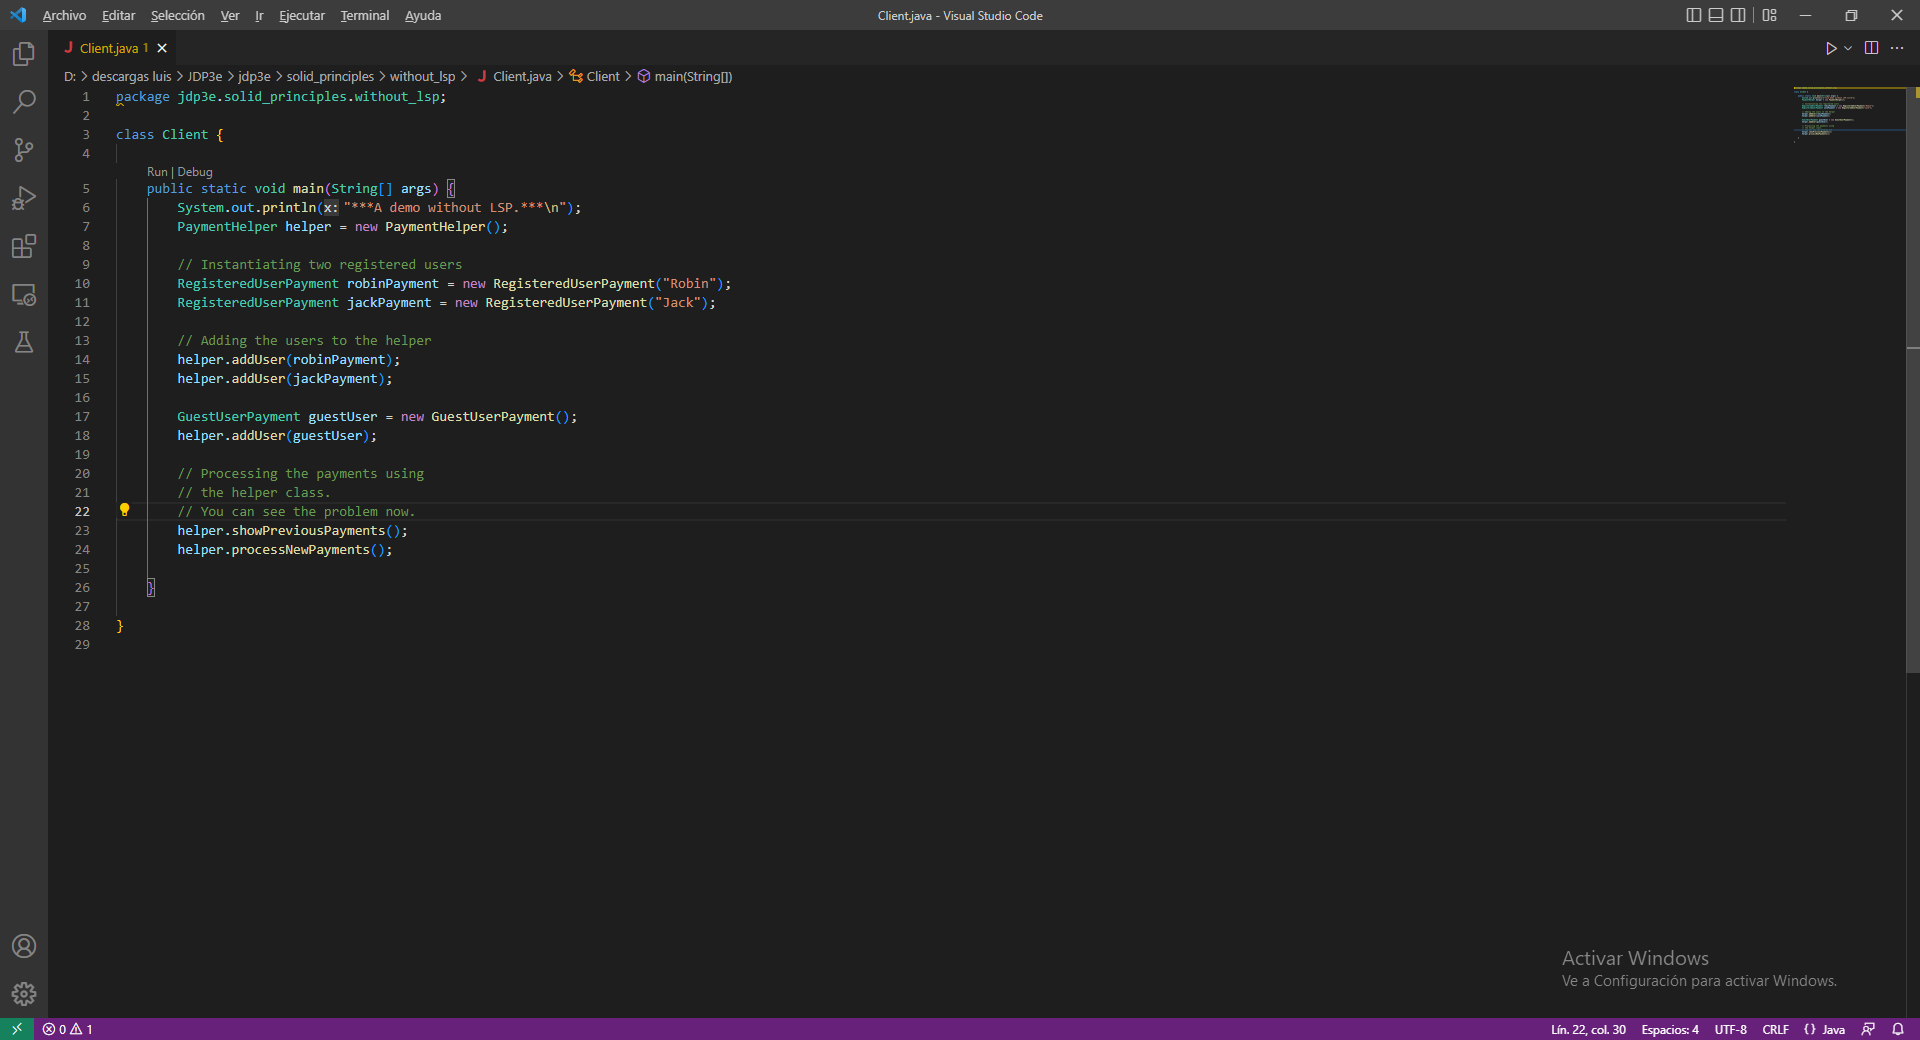 Archivo Editar Selección Ver Ir Ejecutar Terminal Ayuda
Client.java - Visual Studio Code
J Client.java 1
D: > descargas luis > JDP3e > jdp3e > solid_principles > without_lsp > J Client.java > Client > main(String[])
1 package jdp3e.solid_principles.without_lsp;
2
3 class Client {
4
Run | Debug
5 public static void main(String[] args) {
6 System.out.println(x: "***A demo without LSP.***\n");
7 PaymentHelper helper = new PaymentHelper();
8
9 // Instantiating two registered users
10 RegisteredUserPayment robinPayment = new RegisteredUserPayment("Robin");
11 RegisteredUserPayment jackPayment = new RegisteredUserPayment("Jack");
12
13 // Adding the users to the helper
14 helper.addUser(robinPayment);
15 helper.addUser(jackPayment);
16
17 GuestUserPayment guestUser = new GuestUserPayment();
18 helper.addUser(guestUser);
19
20 // Processing the payments using
21 // the helper class.
22 // You can see the problem now.
23 helper.showPreviousPayments();
24 helper.processNewPayments();
25
26 }
27
28 }
29
Activar Windows
Ve a Configuración para activar Windows.
0 1
Lín. 22, col. 30 Espacios: 4 UTF-8 CRLF {} Java